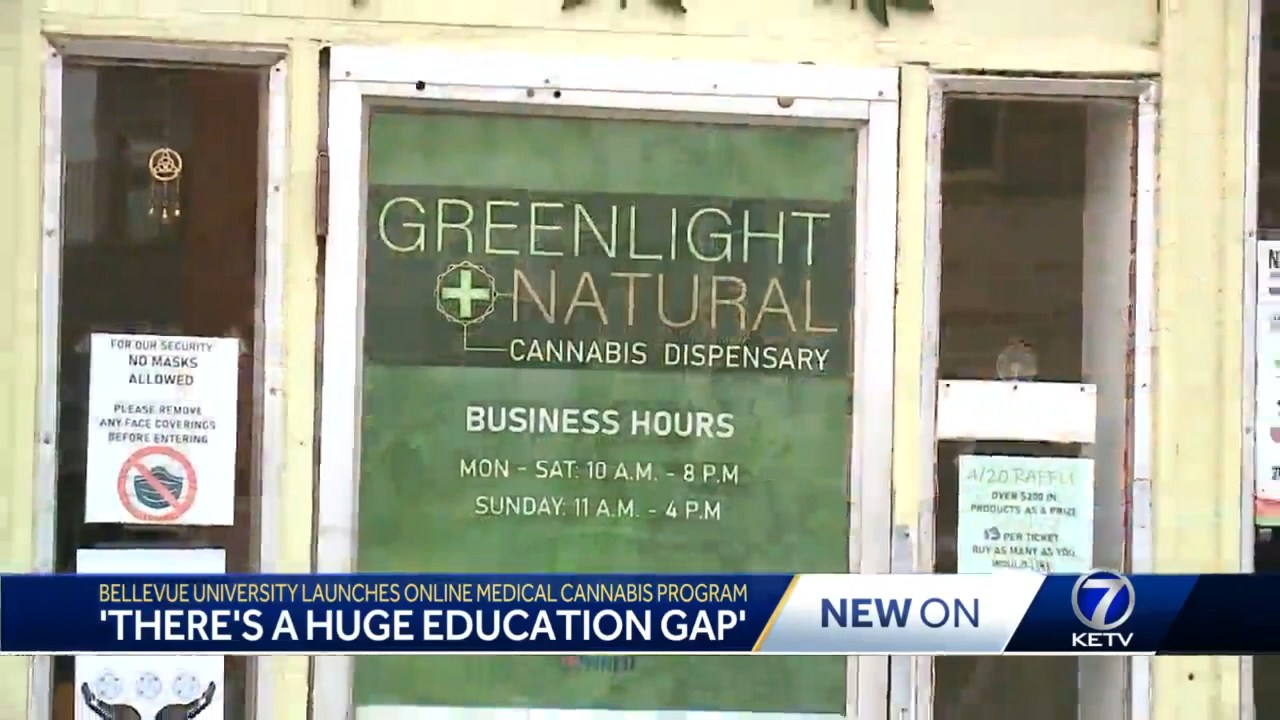 GREENLIGHT
NATURAL
CANNABIS DISPENSARY
BUSINESS HOURS
MON - SAT: 10 A.M. - 8 P.M
SUNDAY: 11 A.M. - 4 P.M
FOR OUR SECURITY
NO MASKS
ALLOWED
PLEASE REMOVE
ANY FACE COVERINGS
BEFORE ENTERING
4/20 RAFFLE
OVER $200 IN
PRODUCTS AS A PRIZE
$3 PER TICKET
BUY AS MANY AS YOU
BELLEVUE UNIVERSITY LAUNCHES ONLINE MEDICAL CANNABIS PROGRAM
'THERE'S A HUGE EDUCATION GAP'
NEW ON
7
KETV